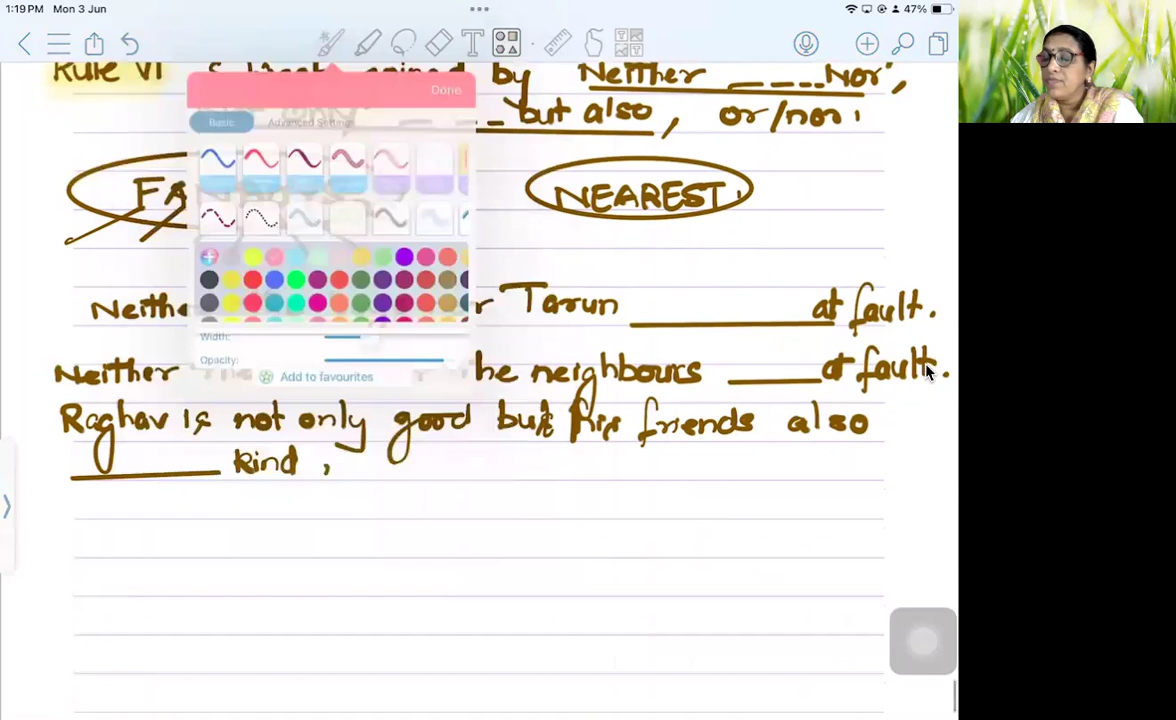 1:19 PM Mon 3 Jun
47%
Done
Rule VI by Neither _ _ _ _ Nor,
Basic Advanced Settings
_ but also, or/nor.
FA NEAREST.
Neithe r Tarun ________ at fault.
Width:
Opacity:
Neither he neighbours ____ at fault.
Add to favourites
Raghav is not only good but his friends also
______ kind,